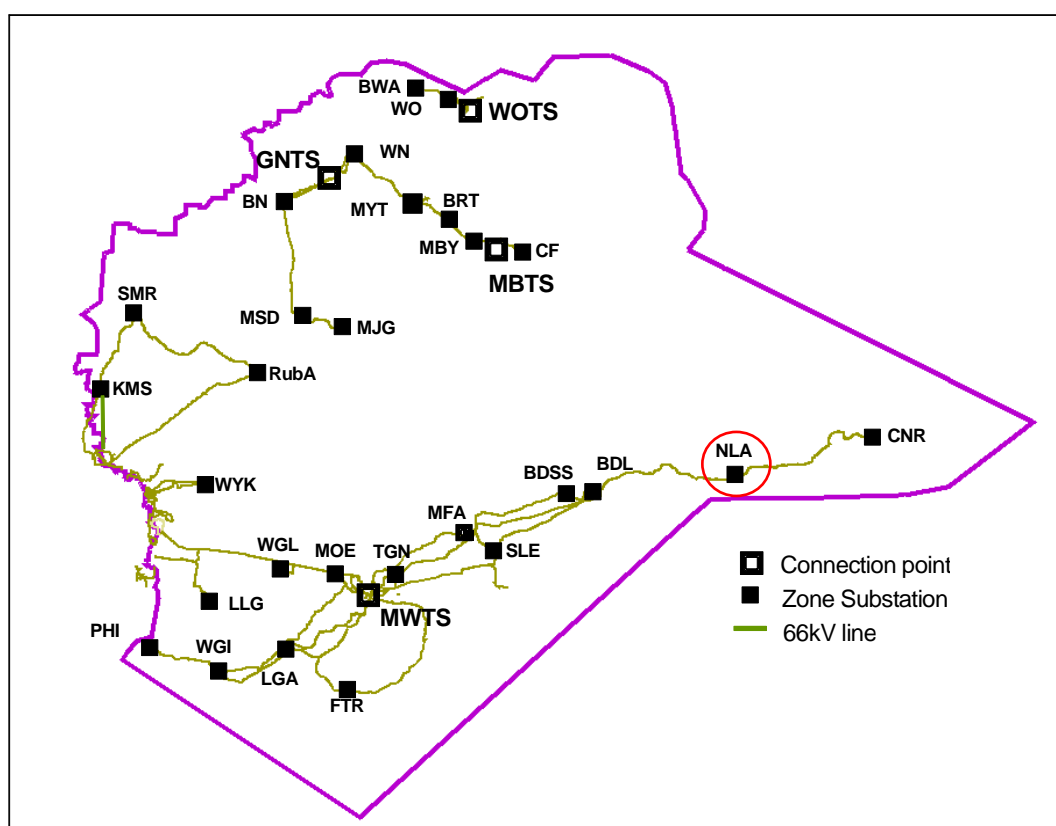 BWA
WO
WOTS
WN
GNTS
BN
MYT
BRT
MBY
CF
MBTS
SMR
MSD
MJG
RubA
KMS
CNR
NLA
BDSS
BDL
WYK
MFA
WGL
MOE
TGN
SLE
Connection point
LLG
MWTS
Zone Substation
PHI
WGI
66kV line
LGA
FTR